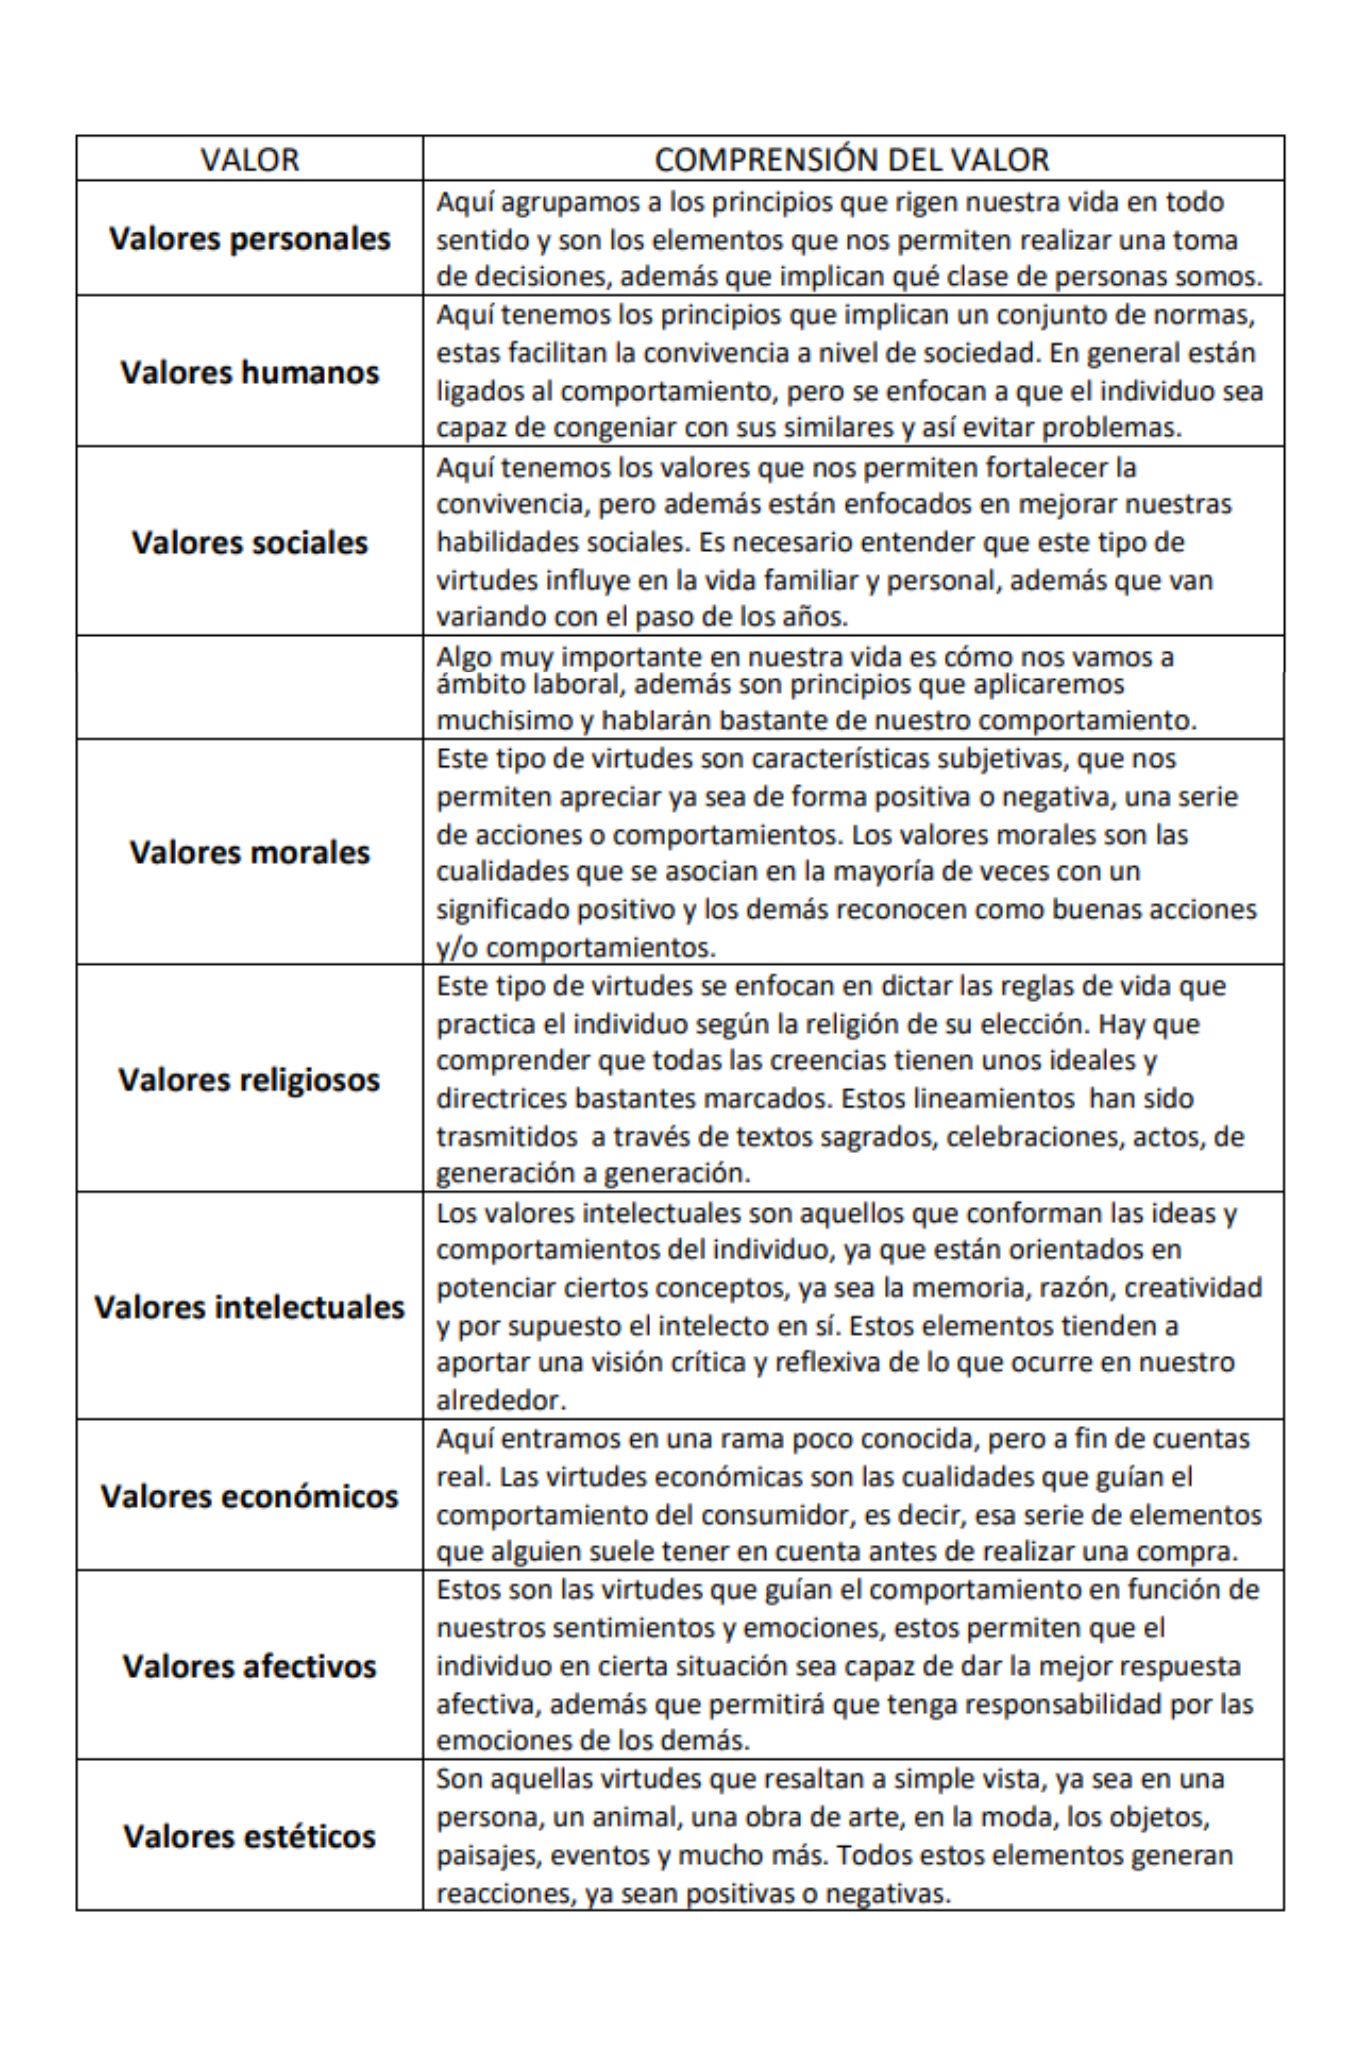 VALOR
COMPRENSIÓN DEL VALOR
Valores personales
Aquí agrupamos a los principios que rigen nuestra vida en todo
sentido y son los elementos que nos permiten realizar una toma
de decisiones, además que implican qué clase de personas somos.
Valores humanos
Aquí tenemos los principios que implican un conjunto de normas,
estas facilitan la convivencia a nivel de sociedad. En general están
ligados al comportamiento, pero se enfocan a que el individuo sea
capaz de congeniar con sus similares y así evitar problemas.
Valores sociales
Aquí tenemos los valores que nos permiten fortalecer la
convivencia, pero además están enfocados en mejorar nuestras
habilidades sociales. Es necesario entender que este tipo de
virtudes influye en la vida familiar y personal, además que van
variando con el paso de los años.
Algo muy importante en nuestra vida es cómo nos vamos a
ámbito laboral, además son principios que aplicaremos
muchísimo y hablarán bastante de nuestro comportamiento.
Valores morales
Este tipo de virtudes son características subjetivas, que nos
permiten apreciar ya sea de forma positiva o negativa, una serie
de acciones o comportamientos. Los valores morales son las
cualidades que se asocian en la mayoría de veces con un
significado positivo y los demás reconocen como buenas acciones
y/o comportamientos.
Valores religiosos
Este tipo de virtudes se enfocan en dictar las reglas de vida que
practica el individuo según la religión de su elección. Hay que
comprender que todas las creencias tienen unos ideales y
directrices bastantes marcados. Estos lineamientos han sido
trasmitidos a través de textos sagrados, celebraciones, actos, de
generación a generación.
Valores intelectuales
Los valores intelectuales son aquellos que conforman las ideas y
comportamientos del individuo, ya que están orientados en
potenciar ciertos conceptos, ya sea la memoria, razón, creatividad
y por supuesto el intelecto en sí. Estos elementos tienden a
aportar una visión crítica y reflexiva de lo que ocurre en nuestro
alrededor.
Valores económicos
Aquí entramos en una rama poco conocida, pero a fin de cuentas
real. Las virtudes económicas son las cualidades que guían el
comportamiento del consumidor, es decir, esa serie de elementos
que alguien suele tener en cuenta antes de realizar una compra.
Valores afectivos
Estos son las virtudes que guían el comportamiento en función de
nuestros sentimientos y emociones, estos permiten que el
individuo en cierta situación sea capaz de dar la mejor respuesta
afectiva, además que permitirá que tenga responsabilidad por las
emociones de los demás.
Valores estéticos
Son aquellas virtudes que resaltan a simple vista, ya sea en una
persona, un animal, una obra de arte, en la moda, los objetos,
paisajes, eventos y mucho más. Todos estos elementos generan
reacciones, ya sean positivas o negativas.